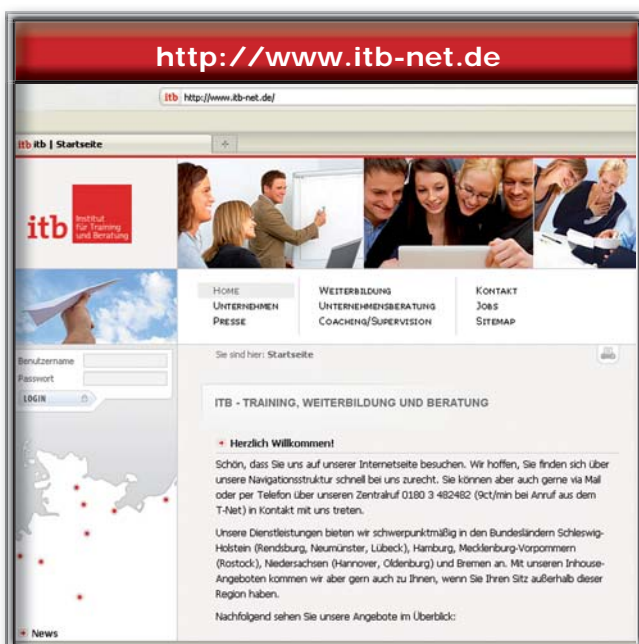 http://www.itb-net.de
itb http://www.itb-net.de/
itb itb | Startseite
itb Institut
für Training
und Beratung
HOME WEITERBILDUNG KONTAKT
UNTERNEHMEN UNTERNEHMENSBERATUNG JOBS
PRESSE COACHING/SUPERVISION SITEMAP
Sie sind hier: Startseite
Benutzername
Passwort
LOGIN
ITB - TRAINING, WEITERBILDUNG UND BERATUNG
Herzlich Willkommen!
Schön, dass Sie uns auf unserer Internetseite besuchen. Wir hoffen, Sie finden sich über
unsere Navigationsstruktur schnell bei uns zurecht. Sie können aber auch gerne via Mail
oder per Telefon über unseren Zentralruf 0180 3 482482 (9ct/min bei Anruf aus dem
T-Net) in Kontakt mit uns treten.
Unsere Dienstleistungen bieten wir schwerpunktmäßig in den Bundesländern Schleswig-
Holstein (Rendsburg, Neumünster, Lübeck), Hamburg, Mecklenburg-Vorpommern
(Rostock), Niedersachsen (Hannover, Oldenburg) und Bremen an. Mit unseren Inhouse-
Angeboten kommen wir aber gern auch zu Ihnen, wenn Sie Ihren Sitz außerhalb dieser
Region haben.
Nachfolgend sehen Sie unsere Angebote im Überblick:
News